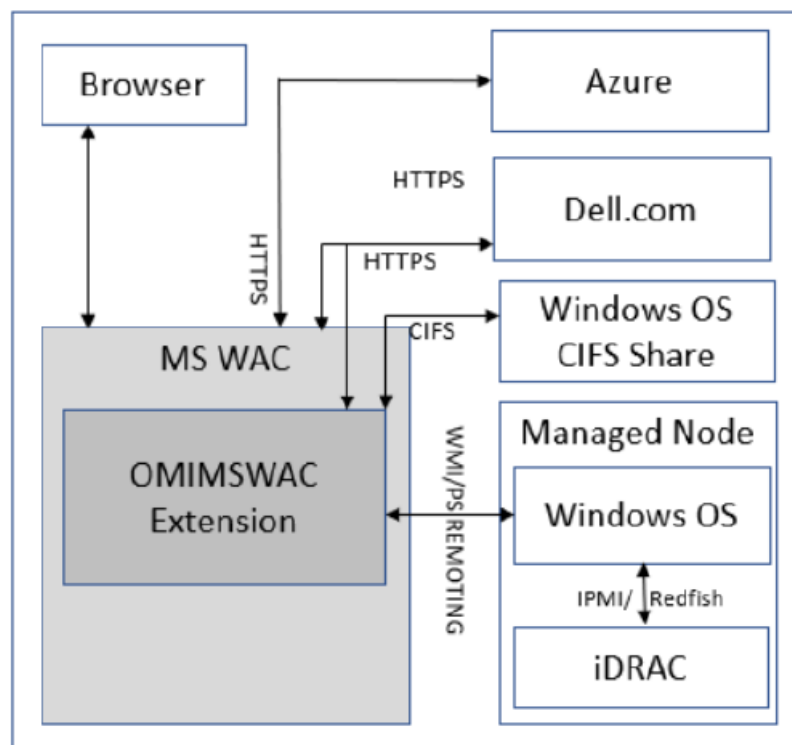 Browser
Azure
HTTPS
Dell.com
HTTPS
HTTPS
Windows OS
CIFS Share
CIFS
MS WAC
OMIMSWAC
Extension
WMI/PS REMOTING
Managed Node
Windows OS
IPMI/ Redfish
iDRAC